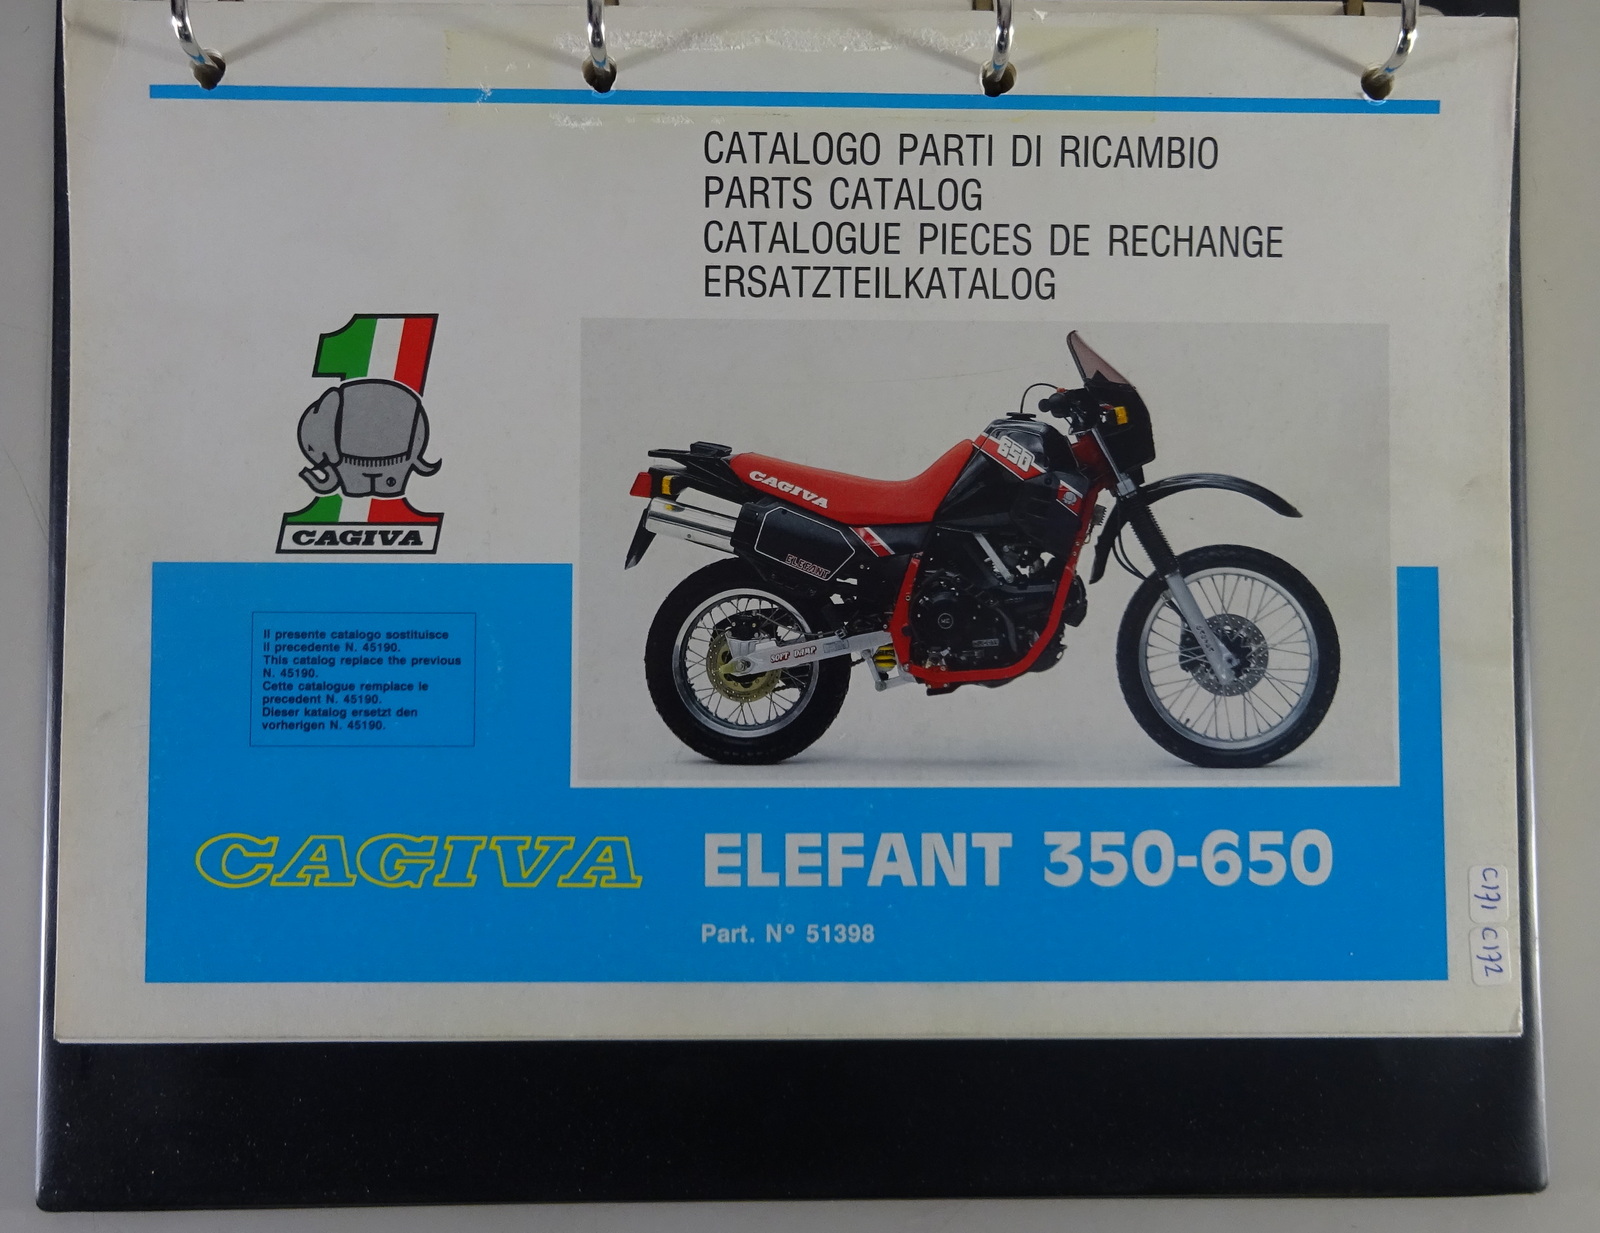 CATALOGO PARTI DI RICAMBIO
PARTS CATALOG
CATALOGUE PIECES DE RECHANGE
ERSATZTEILKATALOG
CAGIVA
650
CAGIVA
ELEFANT
SOFT DAMP
Il presente catalogo sostituisce
il precedente N. 45190.
This catalog replace the previous
N. 45190.
Cette catalogue remplace le
precedent N. 45190.
Dieser katalog ersetzt den
vorherigen N. 45190.
CAGIVA ELEFANT 350-650
Part. N° 51398
C171
C172